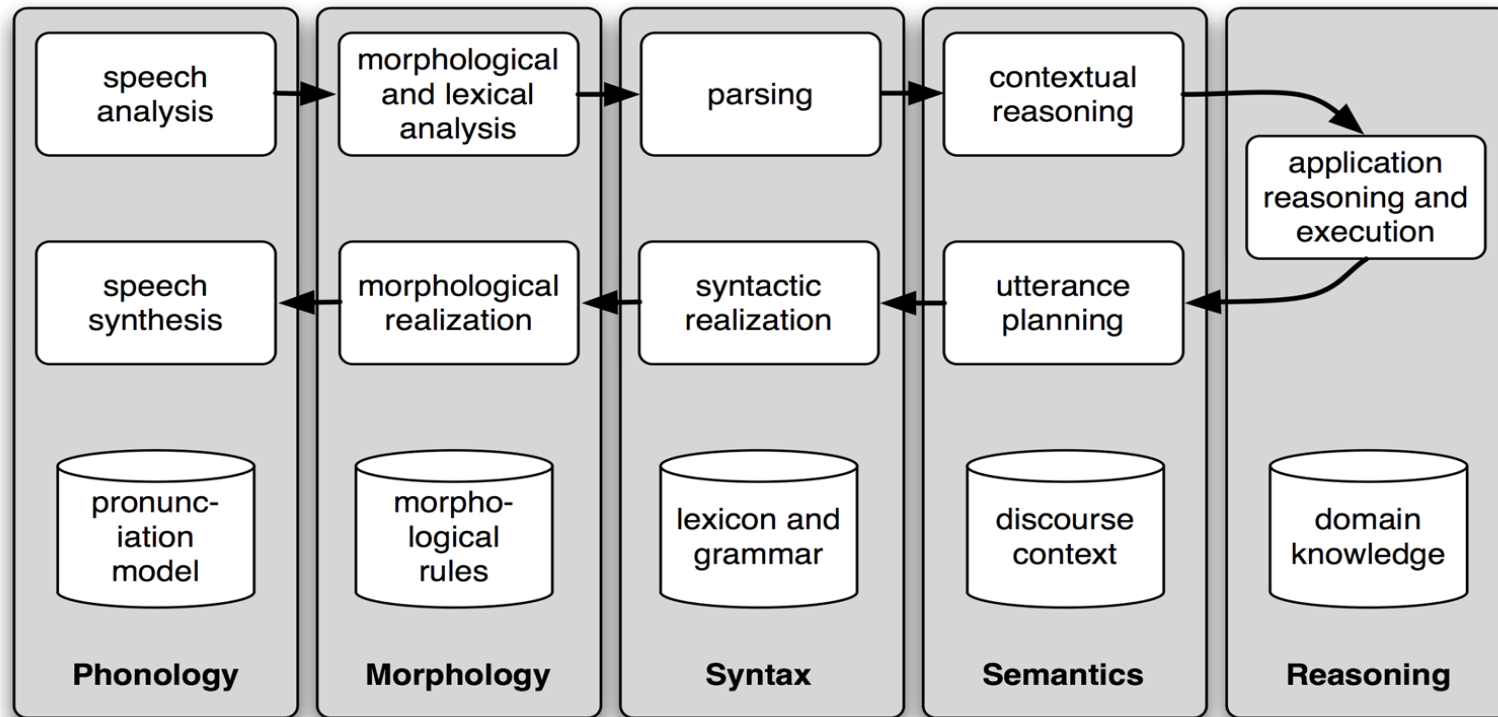 speech
analysis
morphological
and lexical
analysis
parsing
contextual
reasoning
application
reasoning and
execution
speech
synthesis
morphological
realization
syntactic
realization
utterance
planning
pronunc-
iation
model
morpho-
logical
rules
lexicon and
grammar
discourse
context
domain
knowledge
Phonology
Morphology
Syntax
Semantics
Reasoning